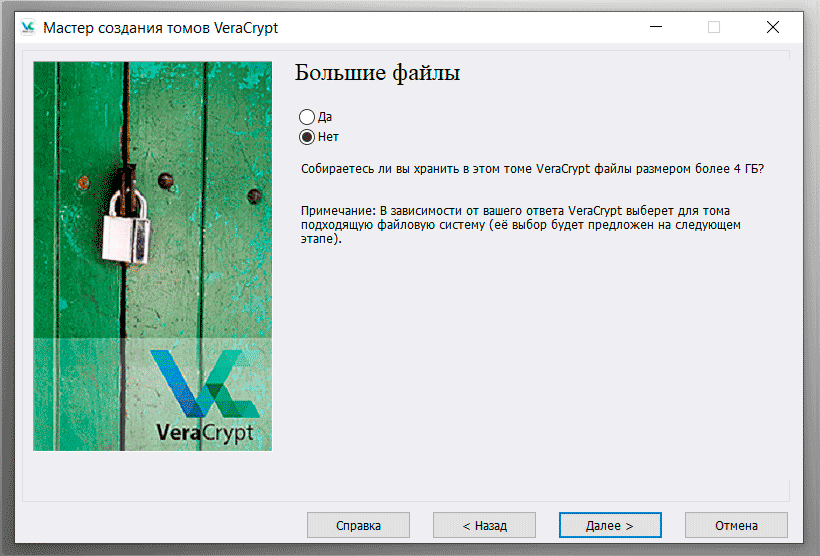 Мастер создания томов VeraCrypt
Большие файлы
Да
Нет
Собираетесь ли вы хранить в этом томе VeraCrypt файлы размером более 4 ГБ?
Примечание: В зависимости от вашего ответа VeraCrypt выберет для тома
подходящую файловую систему (её выбор будет предложен на следующем
этапе).
VeraCrypt
Справка
< Назад
Далее >
Отмена